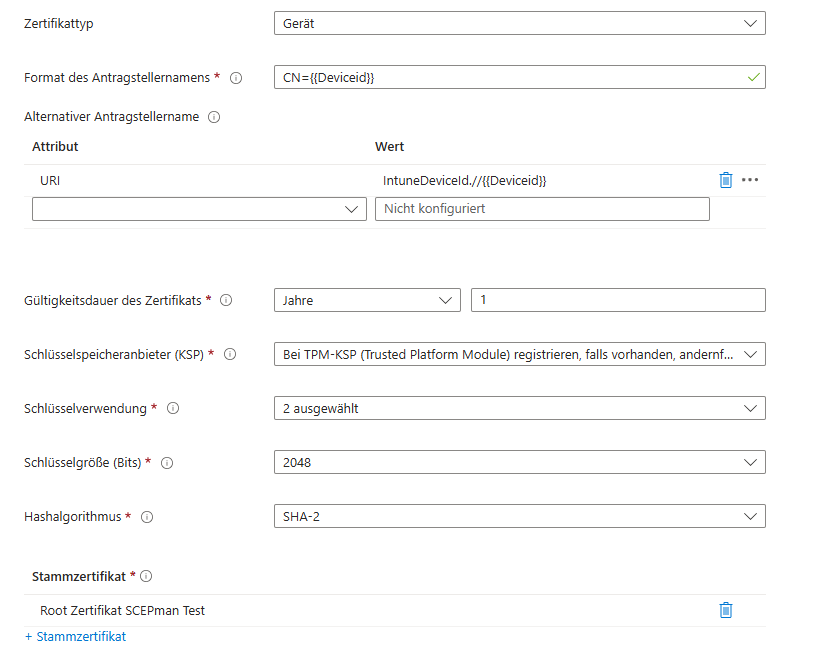 Zertifikattyp
Gerät
Format des Antragstellernamens *
CN={{Deviceid}}
Alternativer Antragstellername
Attribut Wert
URI IntuneDeviceId.//{{Deviceid}}
Nicht konfiguriert
Gültigkeitsdauer des Zertifikats *
Jahre 1
Schlüsselspeicheranbieter (KSP) *
Bei TPM-KSP (Trusted Platform Module) registrieren, falls vorhanden, andernf...
Schlüsselverwendung *
2 ausgewählt
Schlüsselgröße (Bits) *
2048
Hashalgorithmus *
SHA-2
Stammzertifikat *
Root Zertifikat SCEPman Test
+ Stammzertifikat